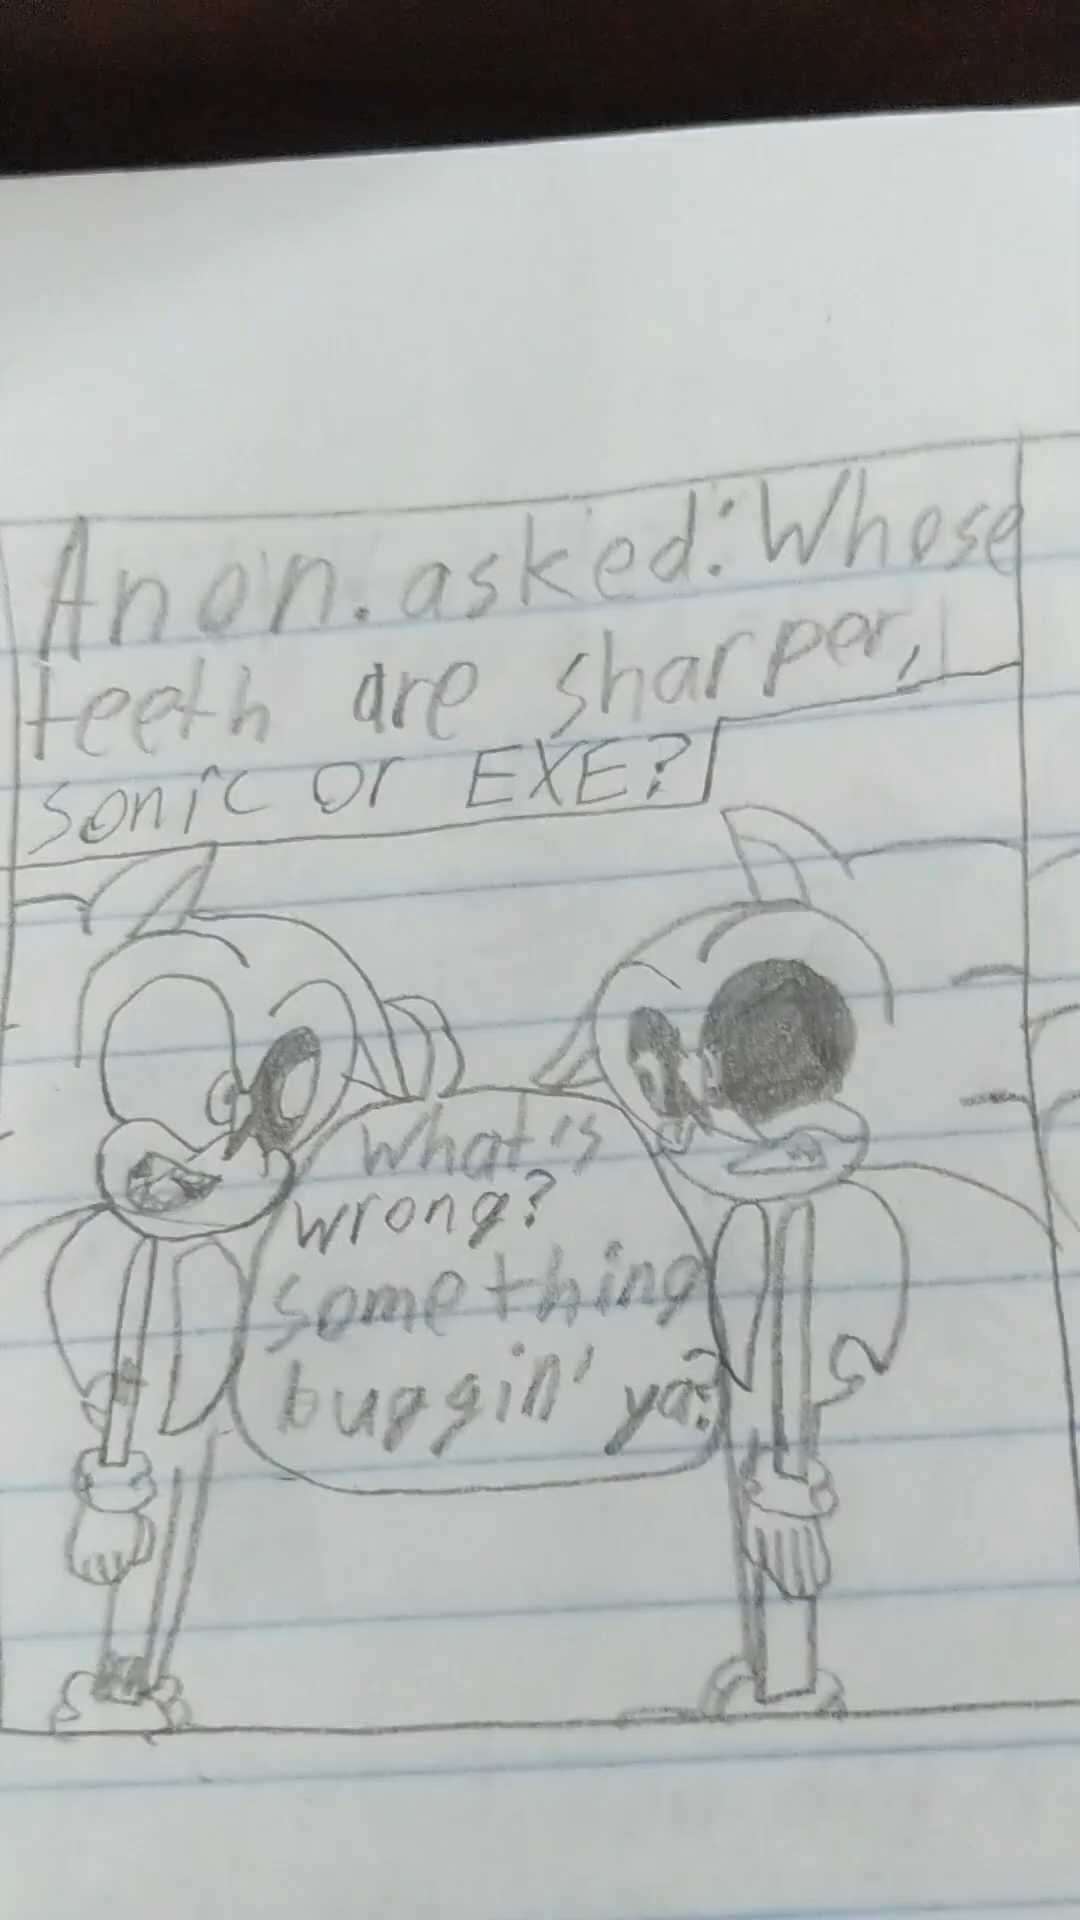 Anon. asked: Whose
teeth are sharper,
Sonic or EXE?
What's
wrong?
something
buggin' ya?